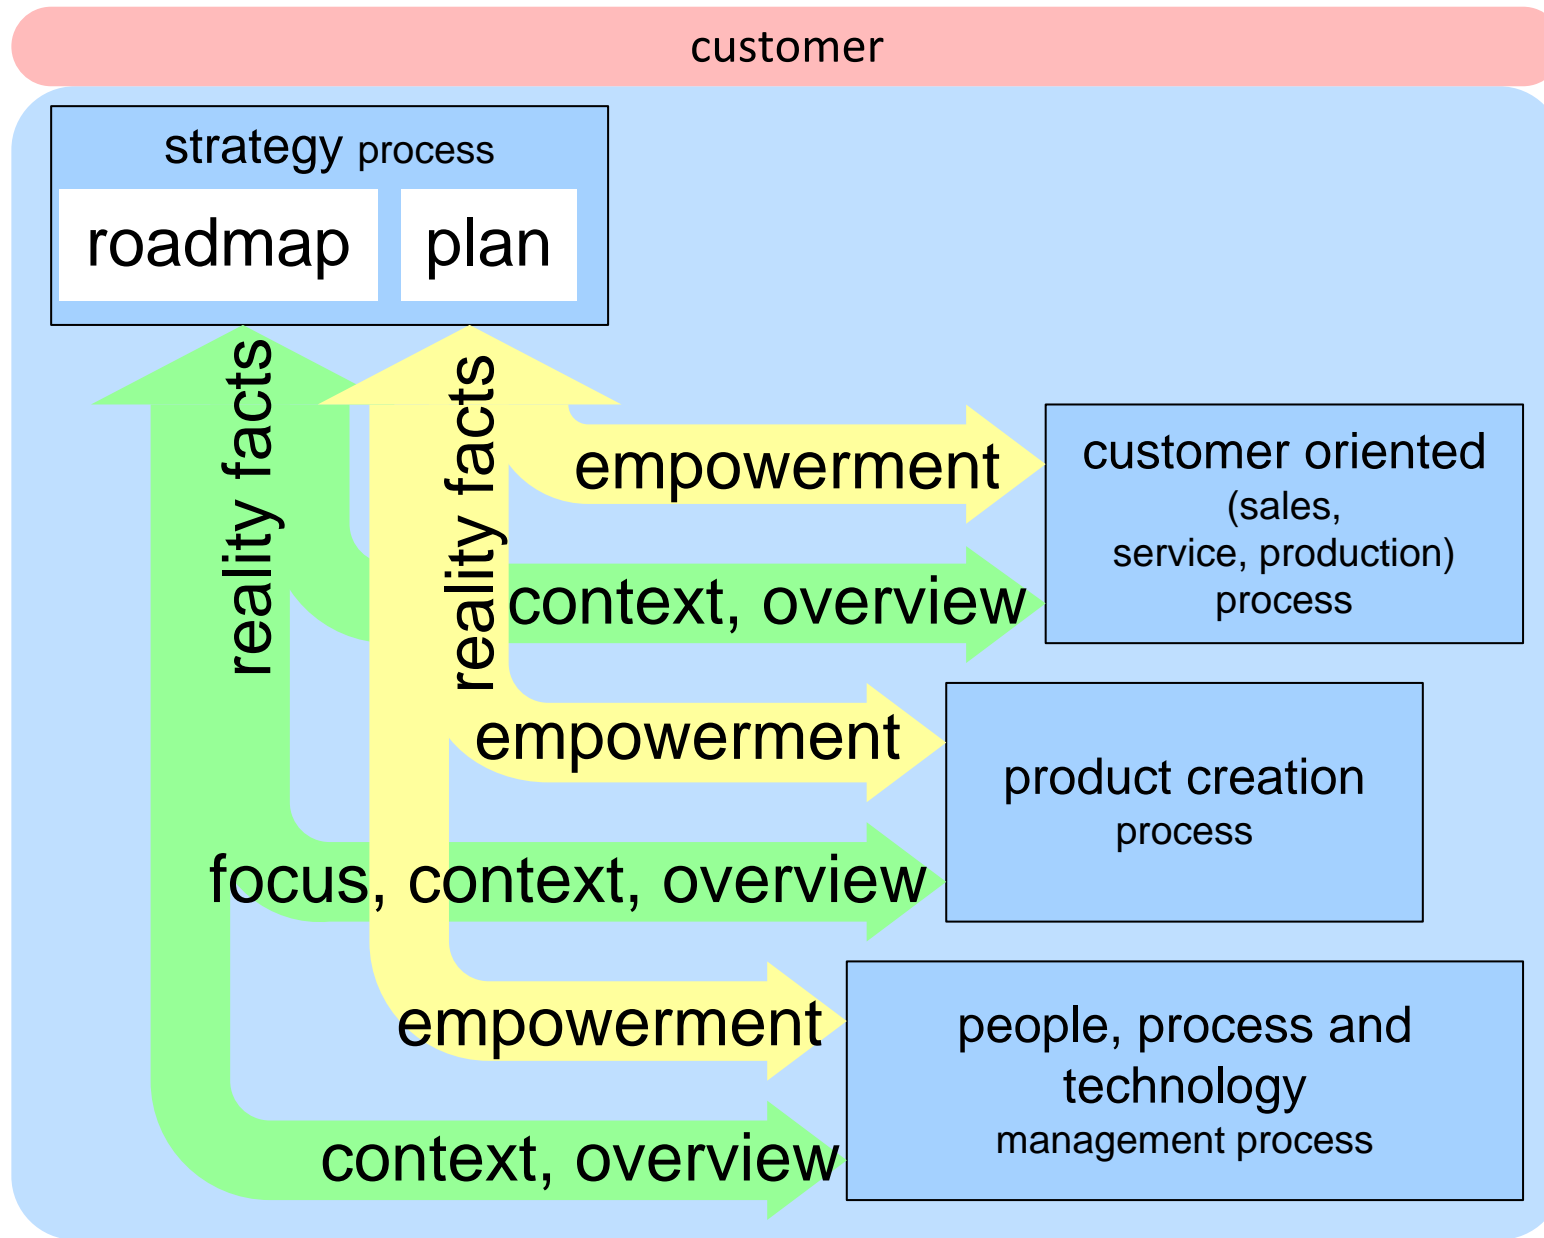 customer
strategy process
roadmap
plan
reality facts
reality facts
empowerment
customer oriented
(sales,
service, production)
process
context, overview
empowerment
product creation
process
focus, context, overview
empowerment
people, process and
technology
management process
context, overview